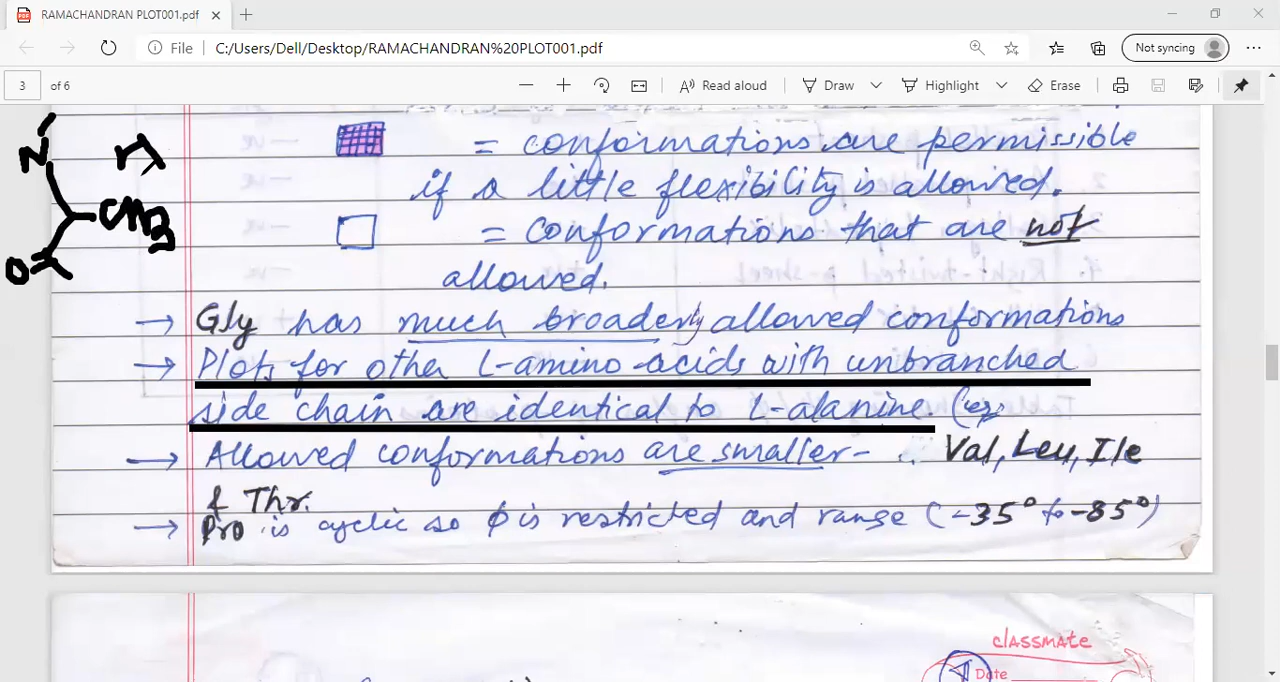 RAMACHANDRAN PLOT001.pdf
File C:/Users/Dell/Desktop/RAMACHANDRAN%20PLOT001.pdf Not syncing
3 of 6 Read aloud Draw Highlight Erase
= conformations are permissible
if a little flexibility is allowed.
= conformations that are not
allowed.
→ Gly has much broaderly allowed conformations
→ Plots for other L-amino acids with unbranched
side chain are identical to L-alanine.
→ Allowed conformations are smaller - Val, Leu, Ile
& Thr.
→ Pro is cyclic so ϕ is restricted and range (-35° to -85°)
N
CH3
O
classmate
Date